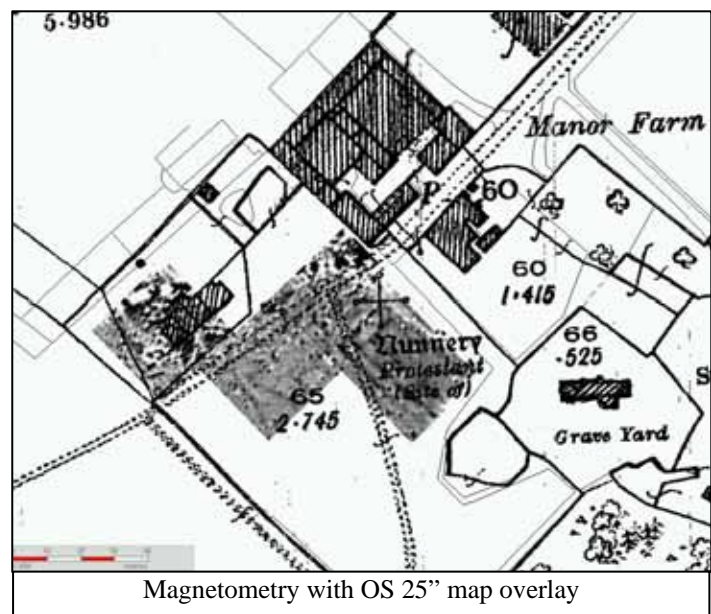 5·986
Manor Farm
P. 60
60
1·415
Nunnery
Protestant
(Site of)
66
·525
65
2·745
S
Grave Yard
Magnetometry with OS 25” map overlay